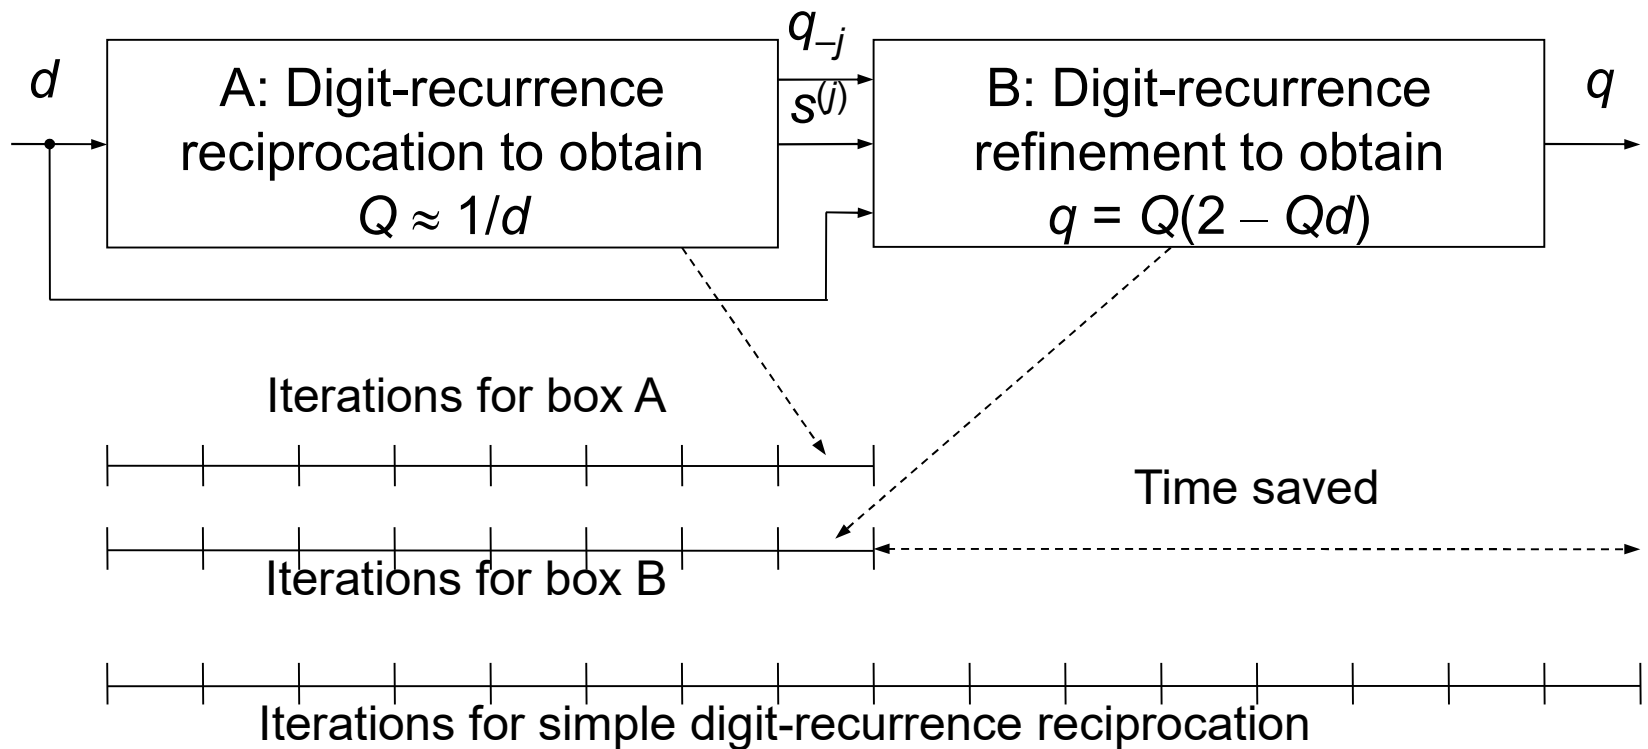 d
A: Digit-recurrence
reciprocation to obtain
Q ≈ 1/d
q–j
s(j)
B: Digit-recurrence
refinement to obtain
q = Q(2 – Qd)
q
Iterations for box A
Time saved
Iterations for box B
Iterations for simple digit-recurrence reciprocation